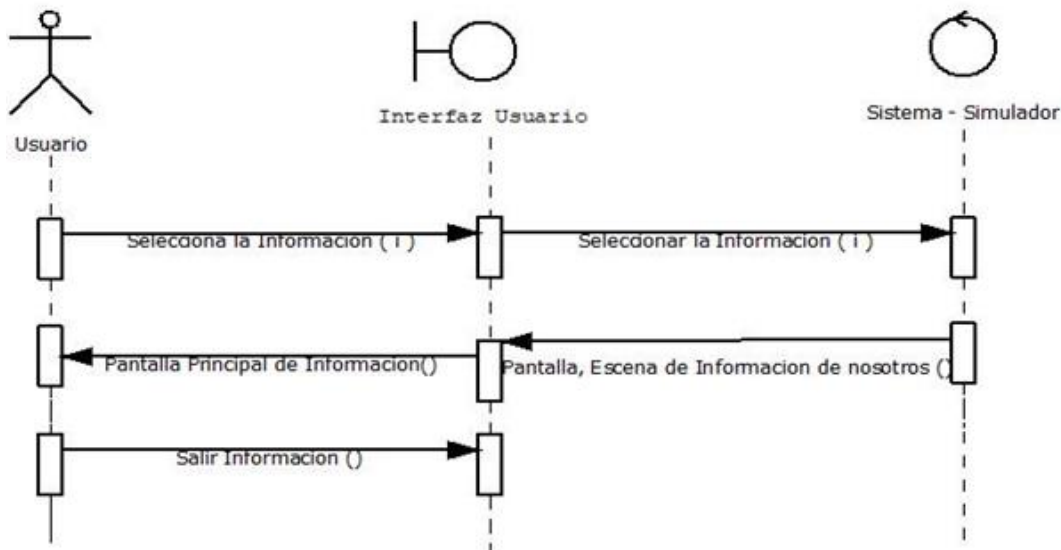 Usuario
Interfaz Usuario
Sistema - Simulador
Selecciona la Informacion ( i )
Seleccionar la Informacion ( i )
Pantalla Principal de Informacion()
Pantalla, Escena de Informacion de nosotros ()
Salir Informacion ()